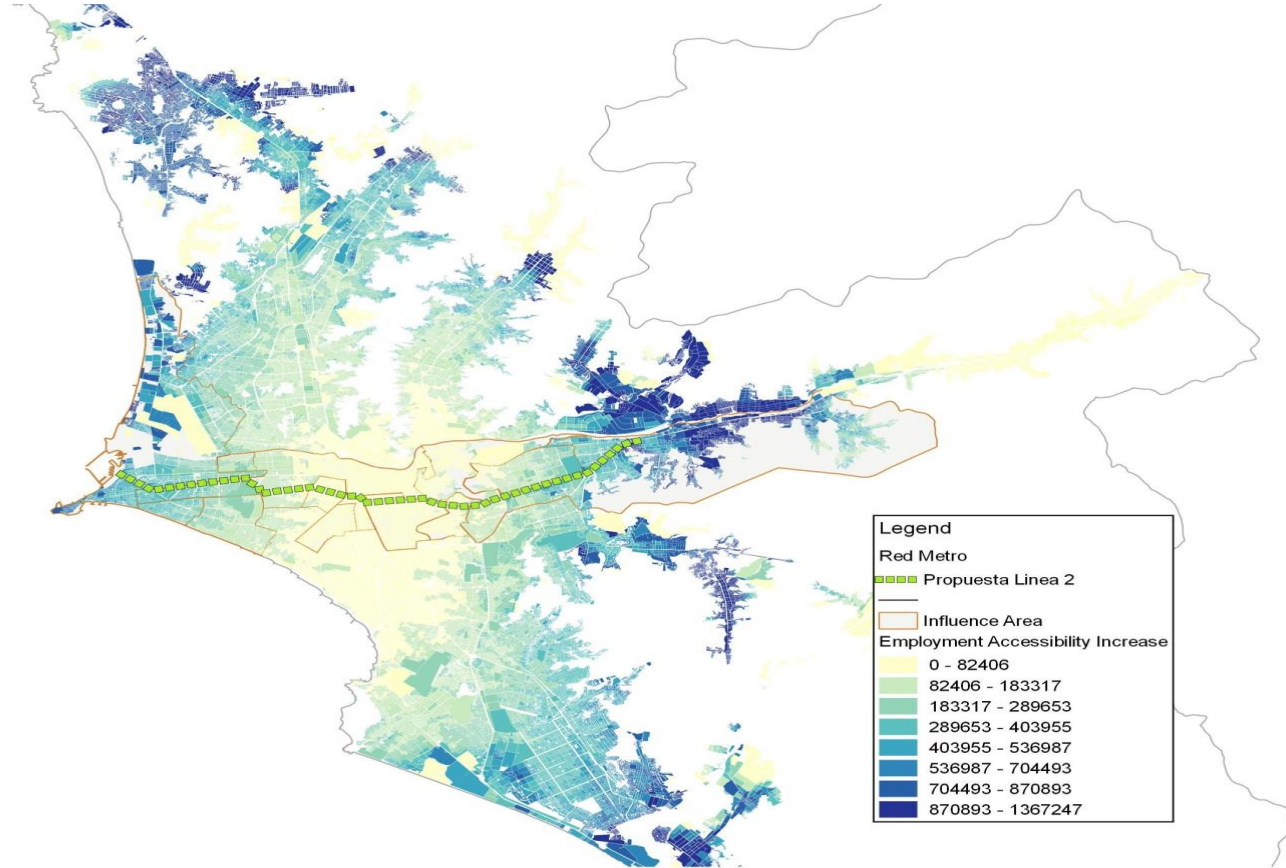 Legend
Red Metro
Propuesta Linea 2
Influence Area
Employment Accessibility Increase
0 - 82406
82406 - 183317
183317 - 289653
289653 - 403955
403955 - 536987
536987 - 704493
704493 - 870893
870893 - 1367247